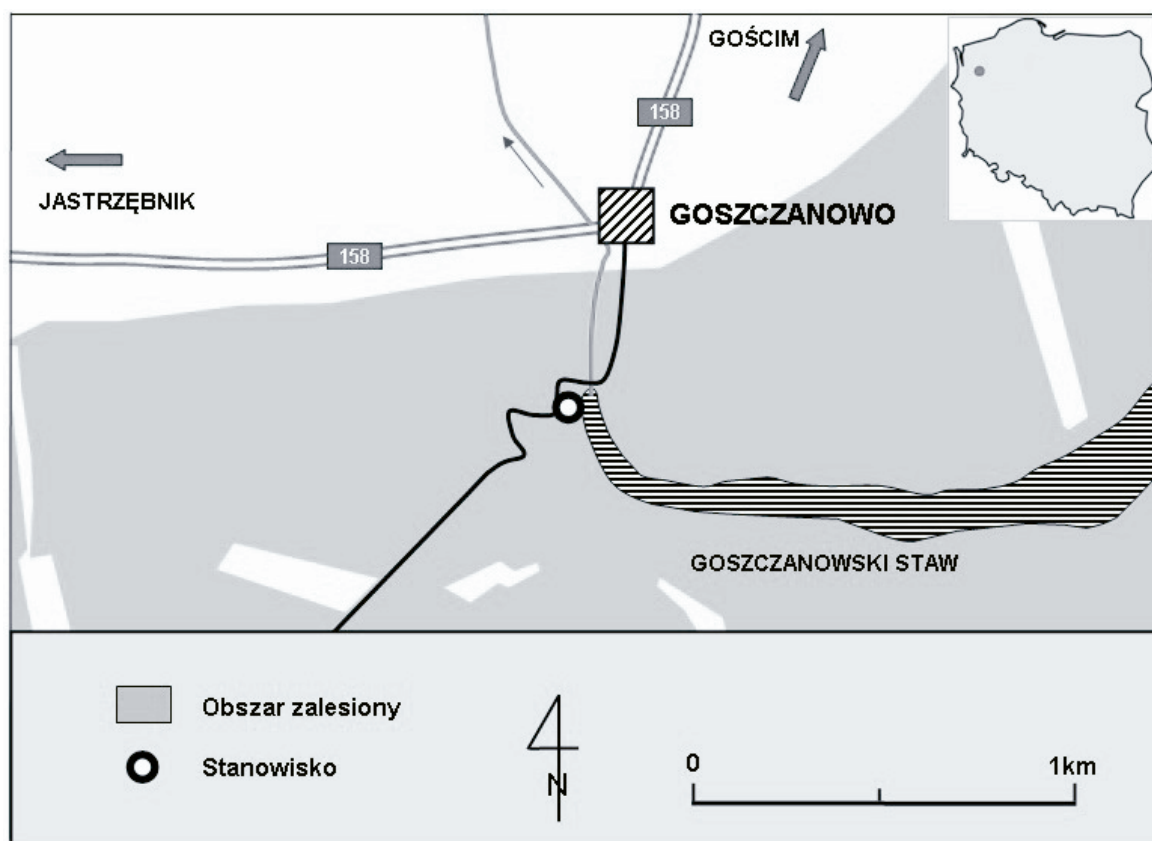 GOŚCIM
158
JASTRZĘBNIK
GOSZCZANOWO
158
GOSZCZANOWSKI STAW
Obszar zalesiony
Stanowisko
N
0 1km